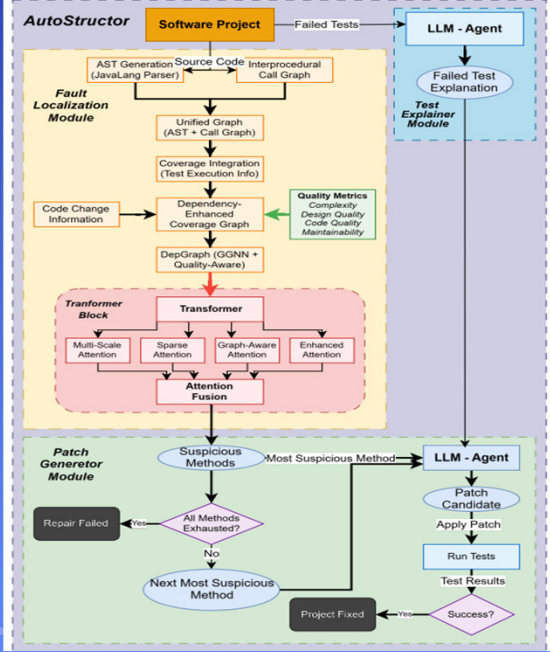 AutoStructor
Software Project
Failed Tests
LLM - Agent
Failed Test
Explanation
Test
Explainer
Module
Source Code
AST Generation
(JavaLang Parser)
Interprocedural
Call Graph
Fault
Localization
Module
Unified Graph
(AST + Call Graph)
Coverage Integration
(Test Execution Info)
Code Change
Information
Dependency-
Enhanced
Coverage Graph
Quality Metrics
Complexity
Design Quality
Code Quality
Maintainability
DepGraph (GGNN +
Quality-Aware)
Tranformer
Block
Transformer
Multi-Scale
Attention
Sparse
Attention
Graph-Aware
Attention
Enhanced
Attention
Attention
Fusion
Patch
Generetor
Module
Suspicious
Methods
Most Suspicious Method
LLM - Agent
Patch
Candidate
Apply Patch
Repair Failed
Yes
All Methods
Exhausted?
No
Next Most Suspicious
Method
Run Tests
Test Results
Project Fixed
Yes
Success?